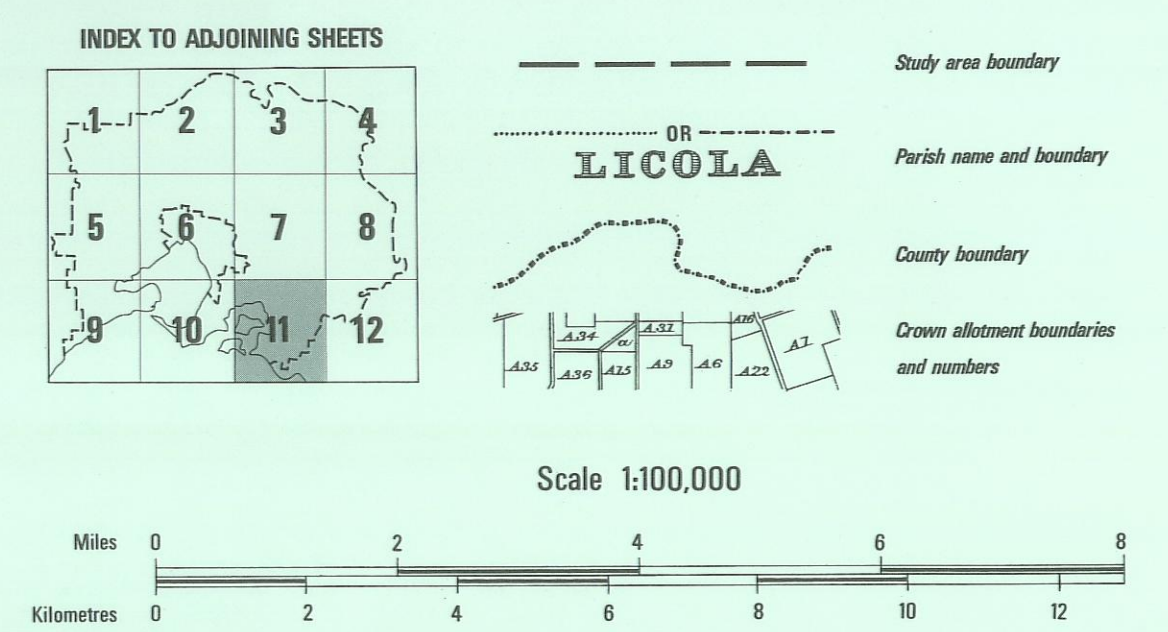 INDEX TO ADJOINING SHEETS
1 2 3 4
5 6 7 8
9 10 11 12
Study area boundary
OR
LICOLA
Parish name and boundary
County boundary
A35 A34 A36 a A15 A31 A9 A6 A16 A22 A7
Crown allotment boundaries
and numbers
Scale 1:100,000
Miles 0 2 4 6 8
Kilometres 0 2 4 6 8 10 12